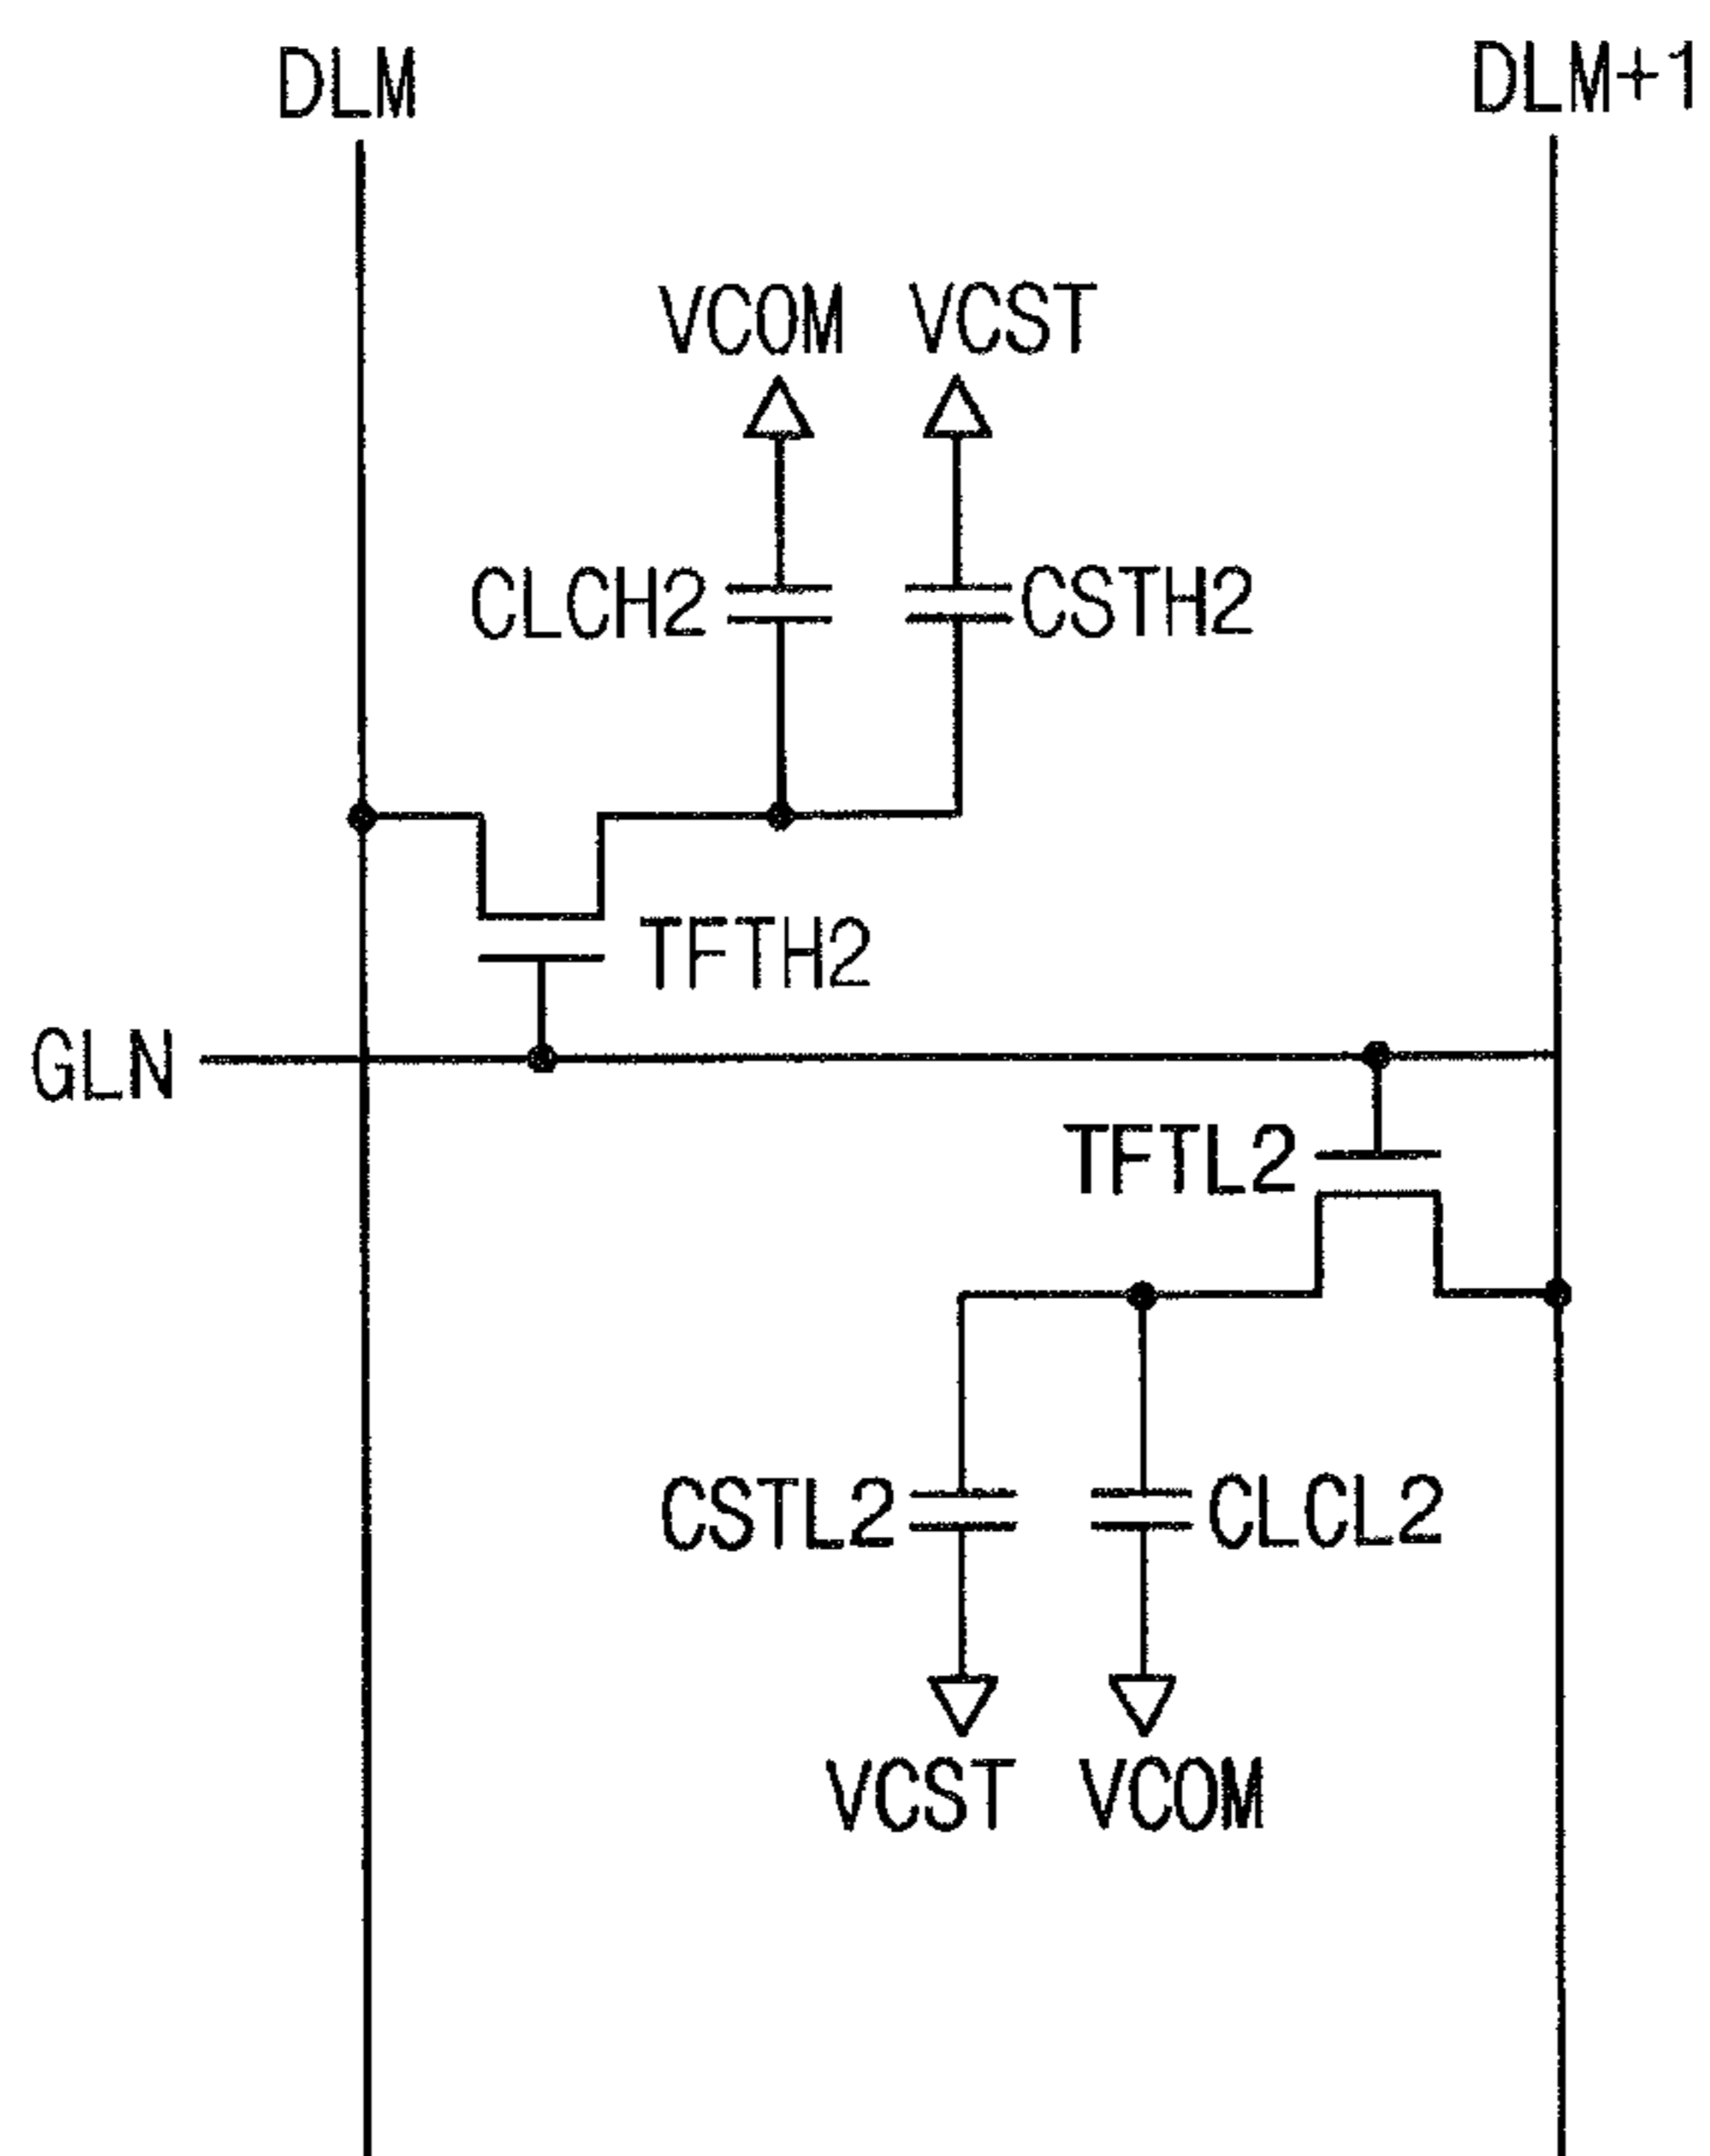 DLM DLM+1
VCOM VCST
CLCH2 CSTH2
TFTH2
GLN
TFTL2
CSTL2 CLCL2
VCST VCOM